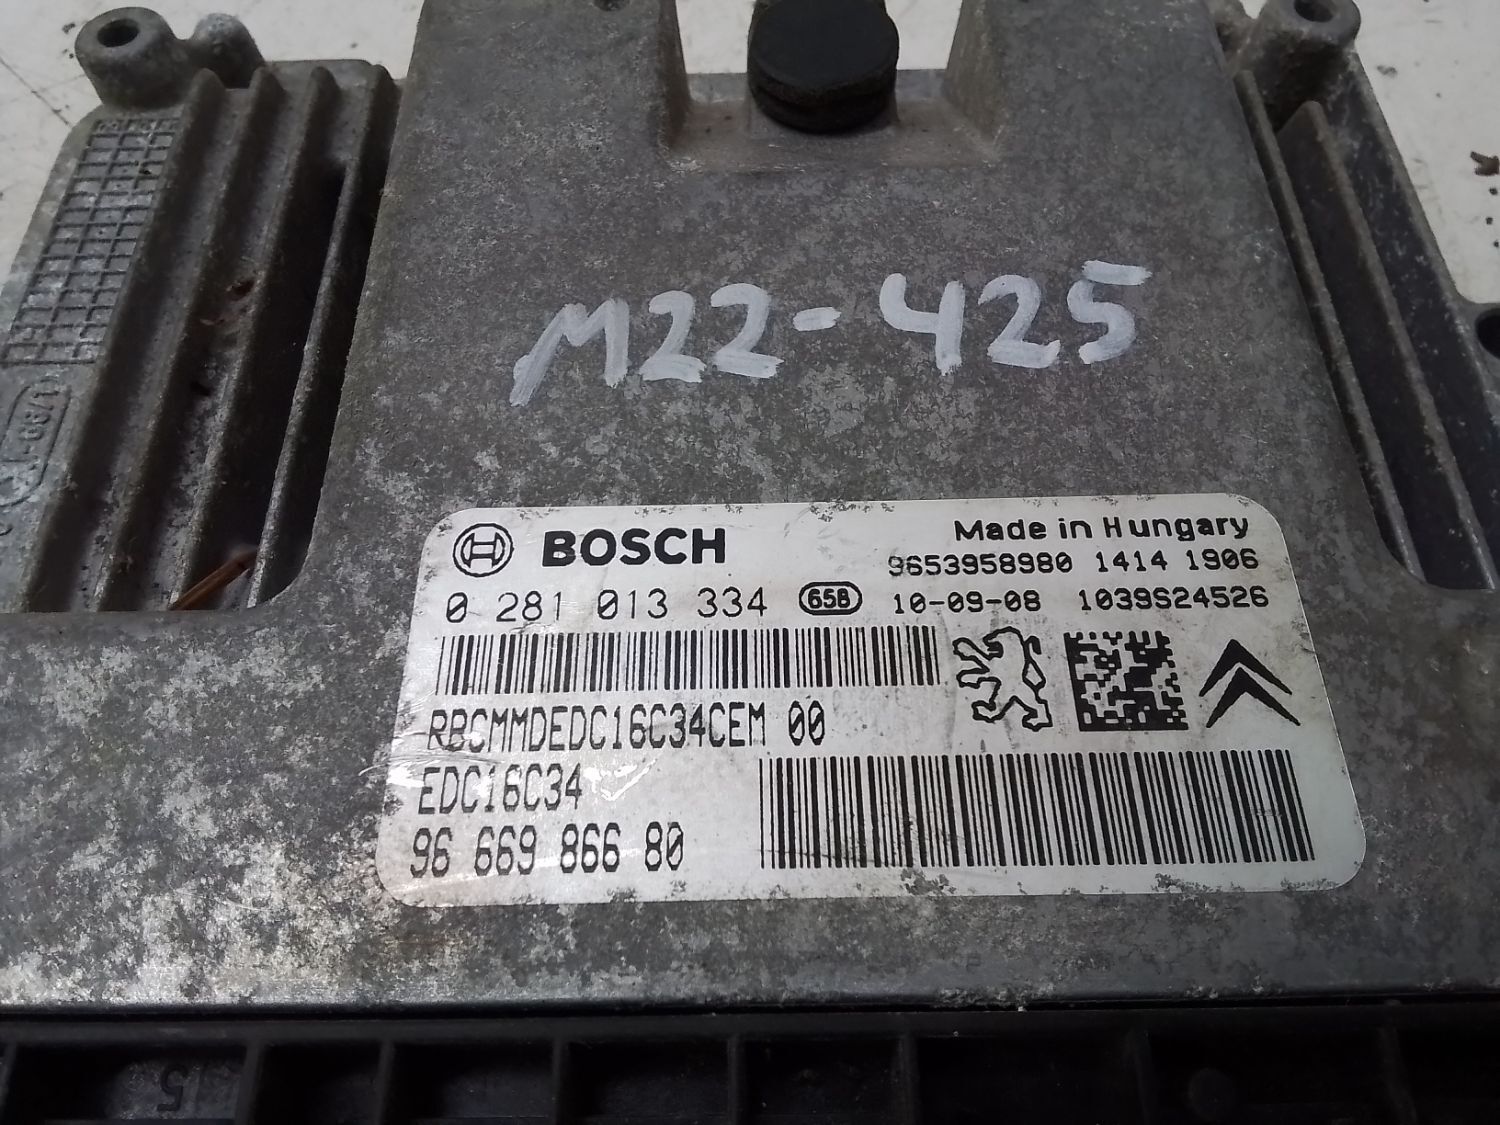 M22-425
BOSCH
Made in Hungary
9653958980 1414 1906
0 281 013 334 658 10-09-08 1039S24526
RBCMMDEDC16C34CEM 00
EDC16C34
96 669 866 80
5